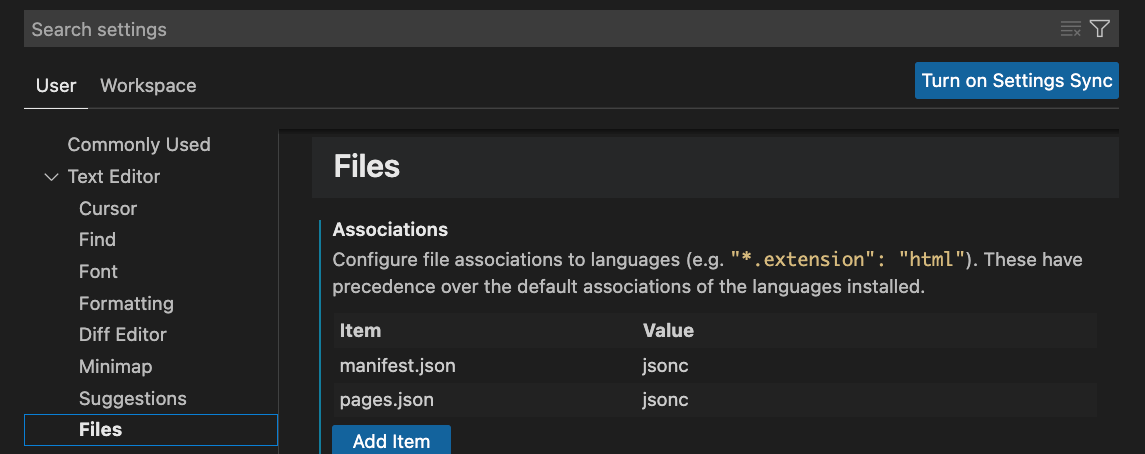 Search settings
User Workspace
Turn on Settings Sync
Commonly Used
Text Editor
Cursor
Find
Font
Formatting
Diff Editor
Minimap
Suggestions
Files
Files
Associations
Configure file associations to languages (e.g. "*.extension": "html"). These have
precedence over the default associations of the languages installed.
Item Value
manifest.json jsonc
pages.json jsonc
Add Item